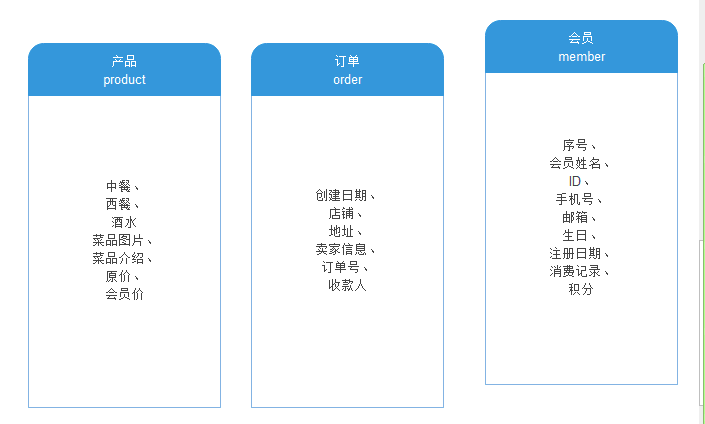 产品
product
中餐、
西餐、
酒水
菜品图片、
菜品介绍、
原价、
会员价
订单
order
创建日期、
店铺、
地址、
卖家信息、
订单号、
收款人
会员
member
序号、
会员姓名、
ID、
手机号、
邮箱、
生日、
注册日期、
消费记录、
积分